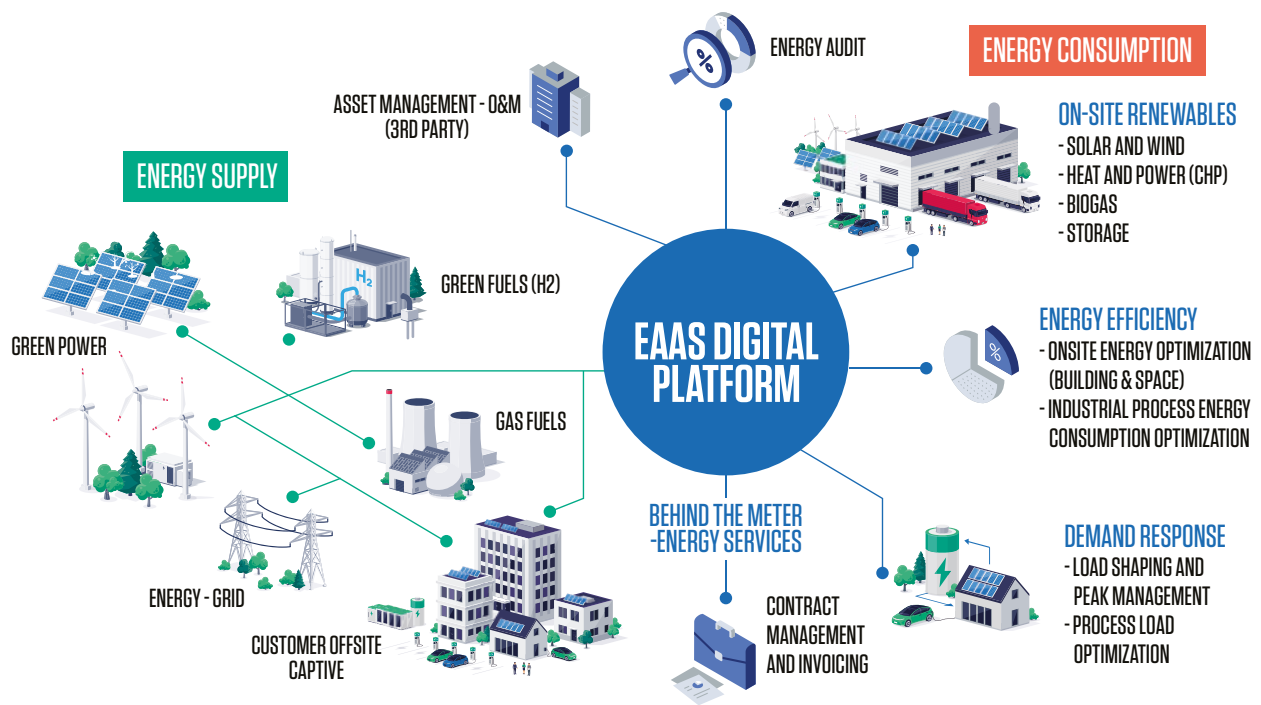 ENERGY AUDIT
ENERGY CONSUMPTION
ASSET MANAGEMENT - O&M
(3RD PARTY)
ENERGY SUPPLY
ON-SITE RENEWABLES
- SOLAR AND WIND
- HEAT AND POWER (CHP)
- BIOGAS
- STORAGE
H2
GREEN FUELS (H2)
GREEN POWER
EAAS DIGITAL
PLATFORM
%
%
ENERGY EFFICIENCY
- ONSITE ENERGY OPTIMIZATION
(BUILDING & SPACE)
- INDUSTRIAL PROCESS ENERGY
CONSUMPTION OPTIMIZATION
GAS FUELS
BEHIND THE METER
-ENERGY SERVICES
ENERGY - GRID
CUSTOMER OFFSITE
CAPTIVE
CONTRACT
MANAGEMENT
AND INVOICING
DEMAND RESPONSE
- LOAD SHAPING AND
PEAK MANAGEMENT
- PROCESS LOAD
OPTIMIZATION